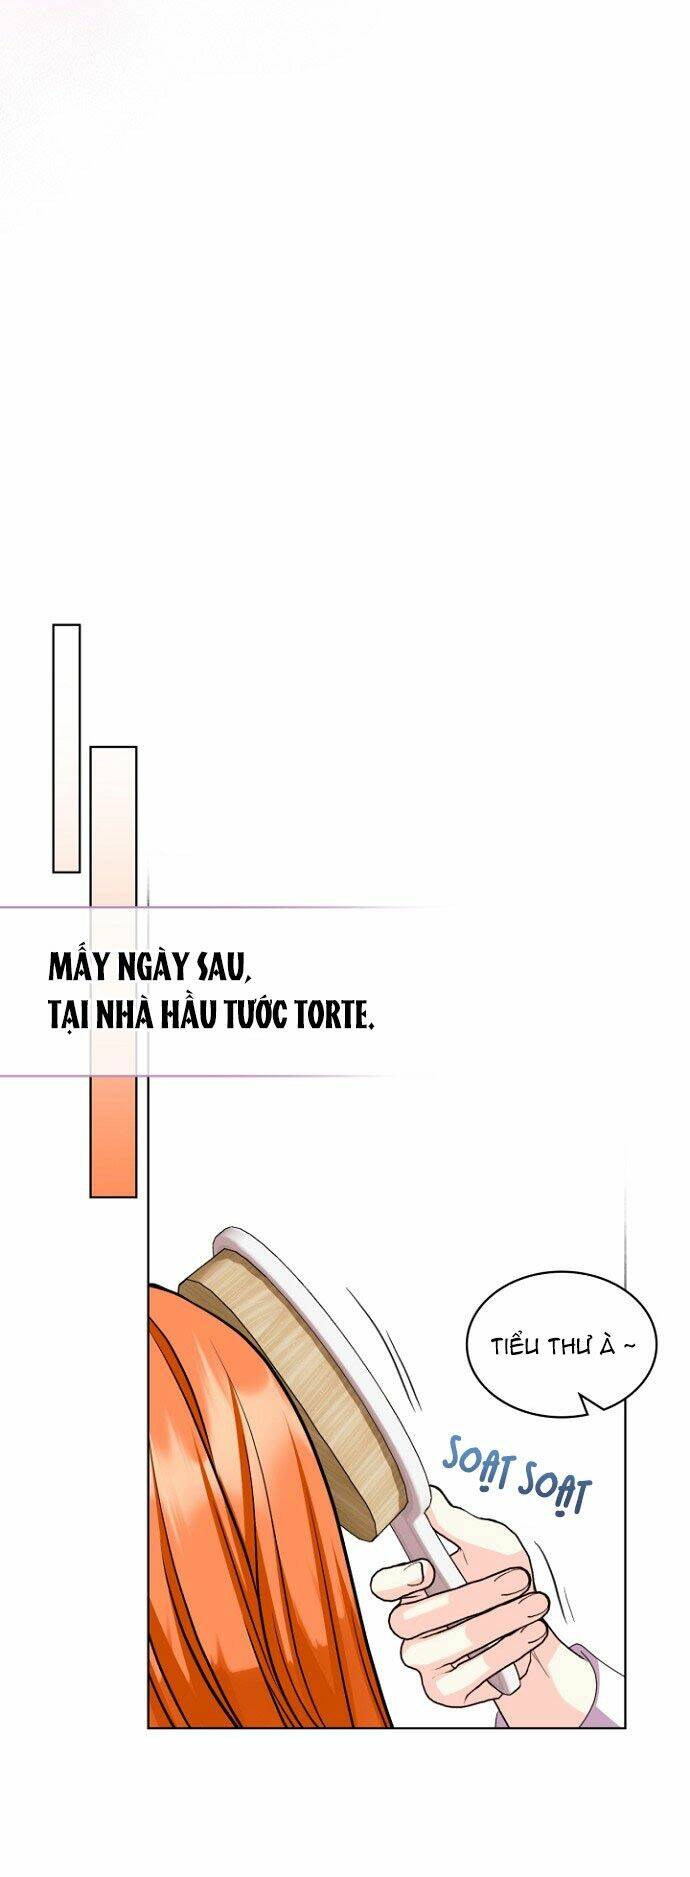 MẤY NGÀY SAU,
TẠI NHÀ HẦU TƯỚC TORTE.
TIỂU THƯ À ~
SOẠT SOẠT